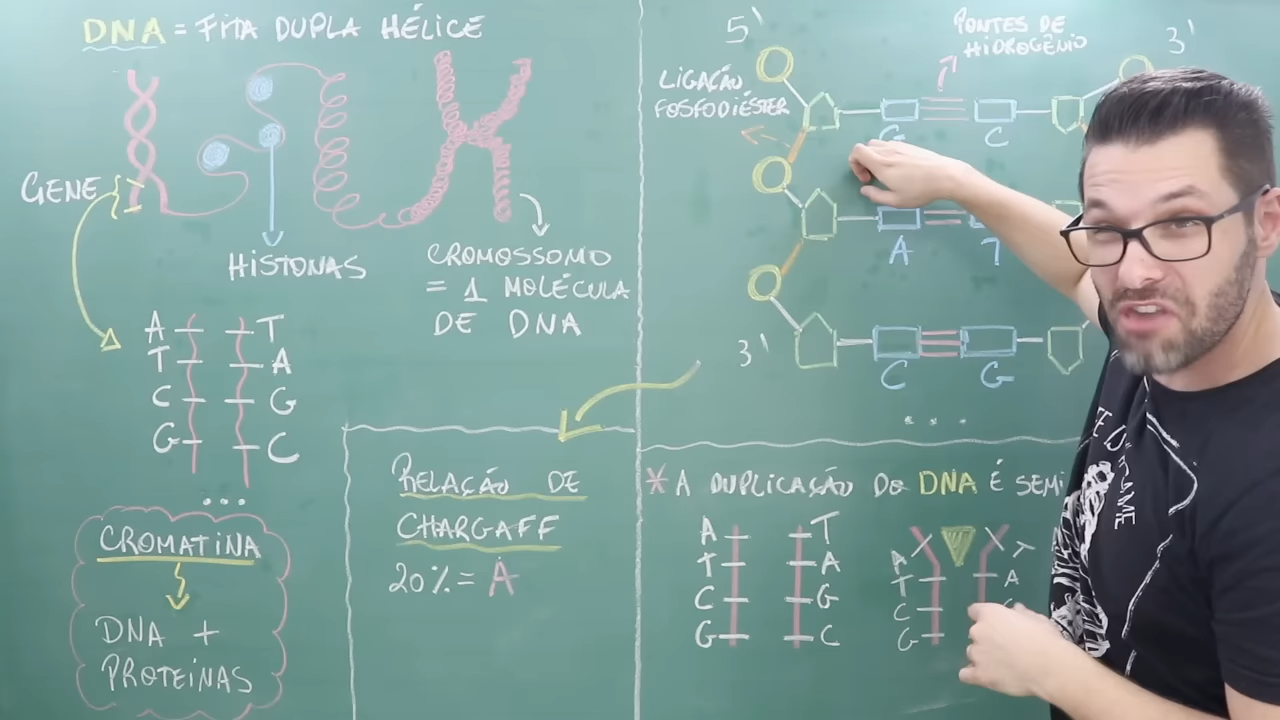 DNA = FITA DUPLA HÉLICE
GENE
HISTONAS
CROMOSSOMO
= 1 MOLÉCULA
DE DNA
A T
T A
C G
G C
...
CROMATINA
DNA +
PROTEÍNAS
RELAÇÃO DE
CHARGAFF
20% = A
5'
PONTES DE
HIDROGÊNIO
3'
LIGAÇÃO
FOSFODIÉSTER
G C
A T
3'
C G
...
* A DUPLICAÇÃO DO DNA É SEMI
A T
T A
C G
G C
A T
T A
C
G